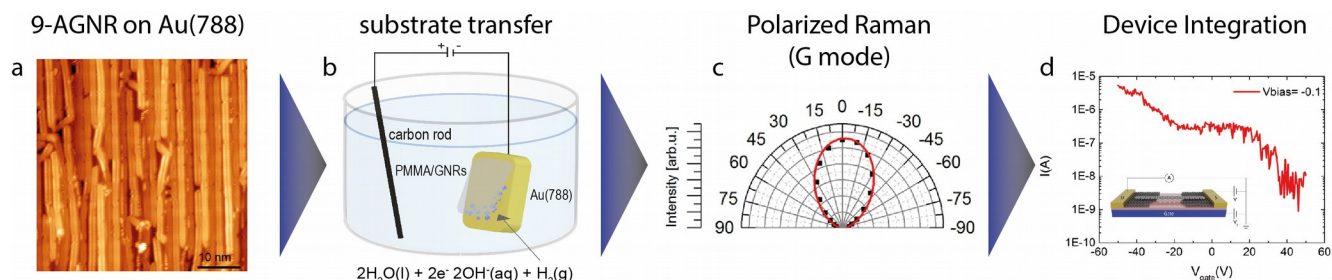 9-AGNR on Au(788)
substrate transfer
Polarized Raman
(G mode)
Device Integration
a
10 nm
b
+ -
carbon rod
PMMA/GNRs
Au(788)
2H₂O(l) + 2e⁻ 2OH⁻(aq) + H₂(g)
c
Intensity [arb.u.]
90 75 60 45 30 15 0 -15 -30 -45 -60 -75 -90
d
I(A)
1E-5
1E-6
1E-7
1E-8
1E-9
1E-10
Vbias= -0.1
A
-60 -40 -20 0 20 40 60
Vgate(V)